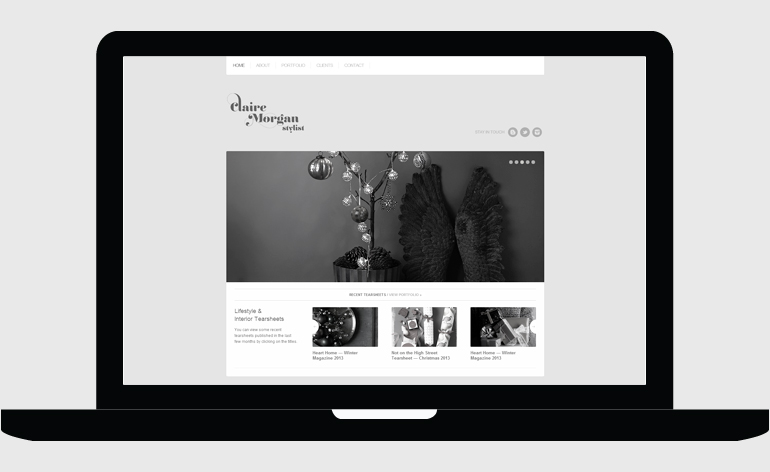 HOME ABOUT PORTFOLIO CLIENTS CONTACT
Claire
Morgan
stylist
STAY IN TOUCH
RECENT TEARSHEETS | VIEW PORTFOLIO »
Lifestyle &
Interior Tearsheets
You can view some recent
tearsheets published in the last
few months by clicking on the titles.
Heart Home — Winter
Magazine 2013
Not on the High Street
Tearsheet — Christmas 2013
Heart Home — Winter
Magazine 2013